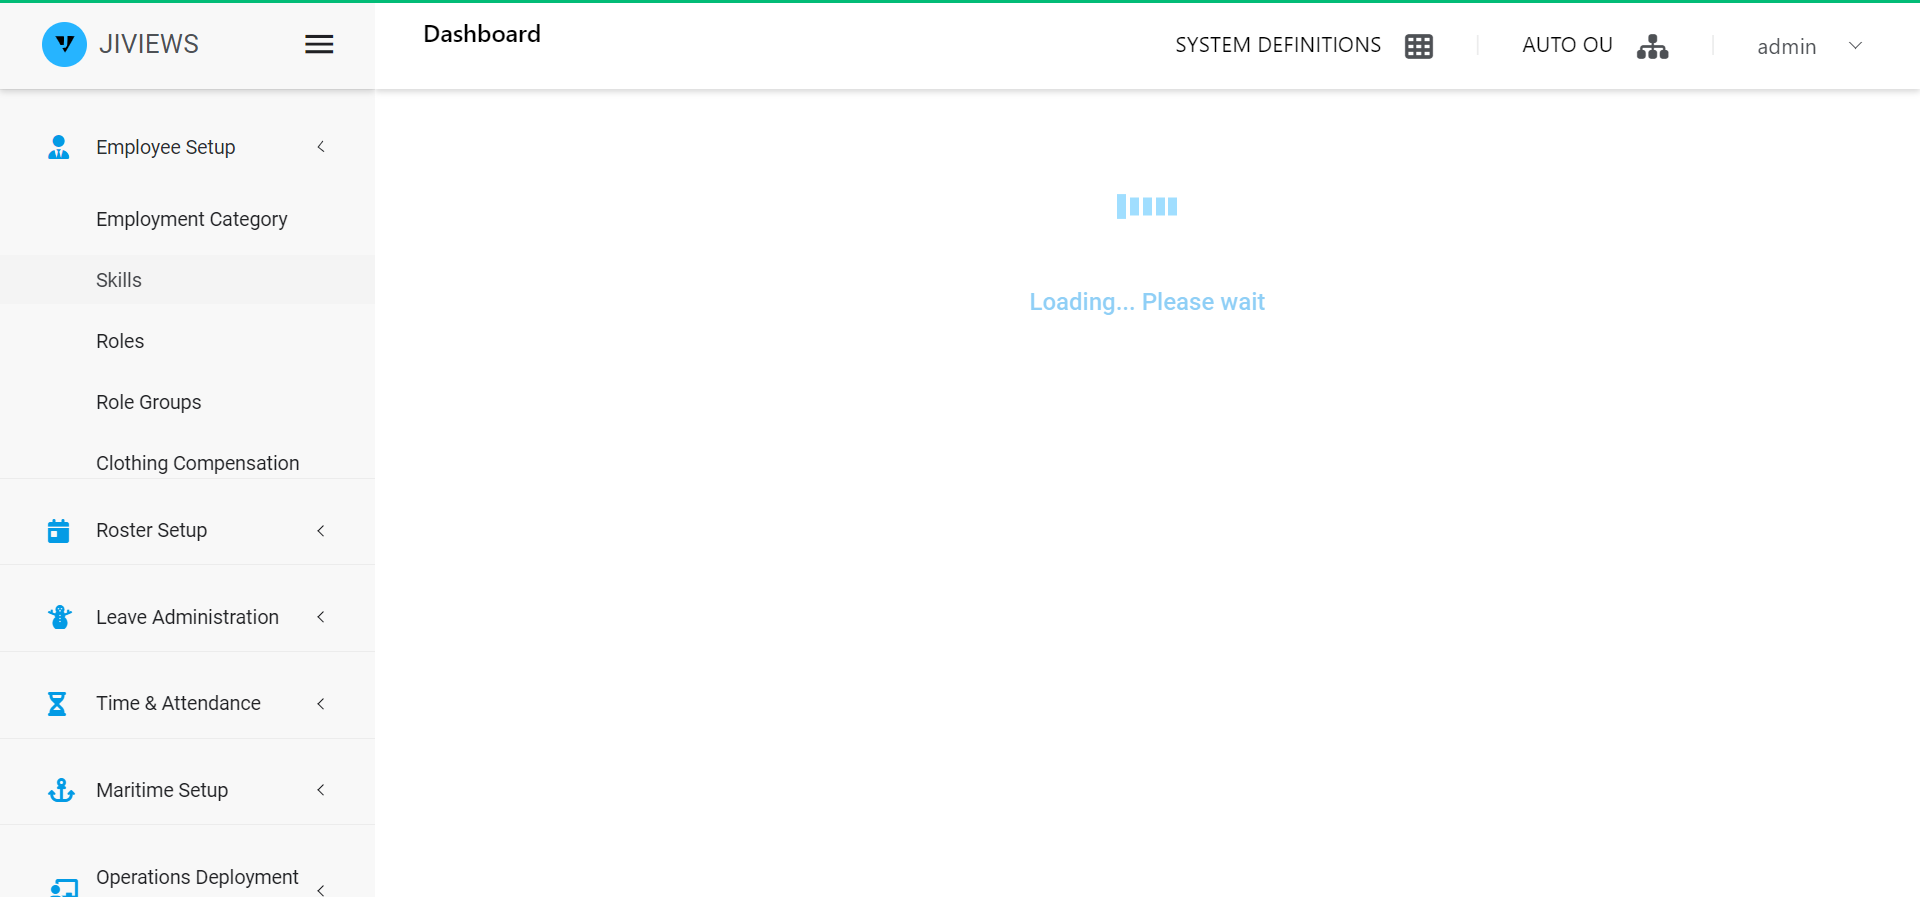 JIVIEWS
Dashboard
SYSTEM DEFINITIONS
AUTO OU
admin
Employee Setup
Employment Category
Skills
Roles
Role Groups
Clothing Compensation
Roster Setup
Leave Administration
Time & Attendance
Maritime Setup
Operations Deployment
Loading... Please wait